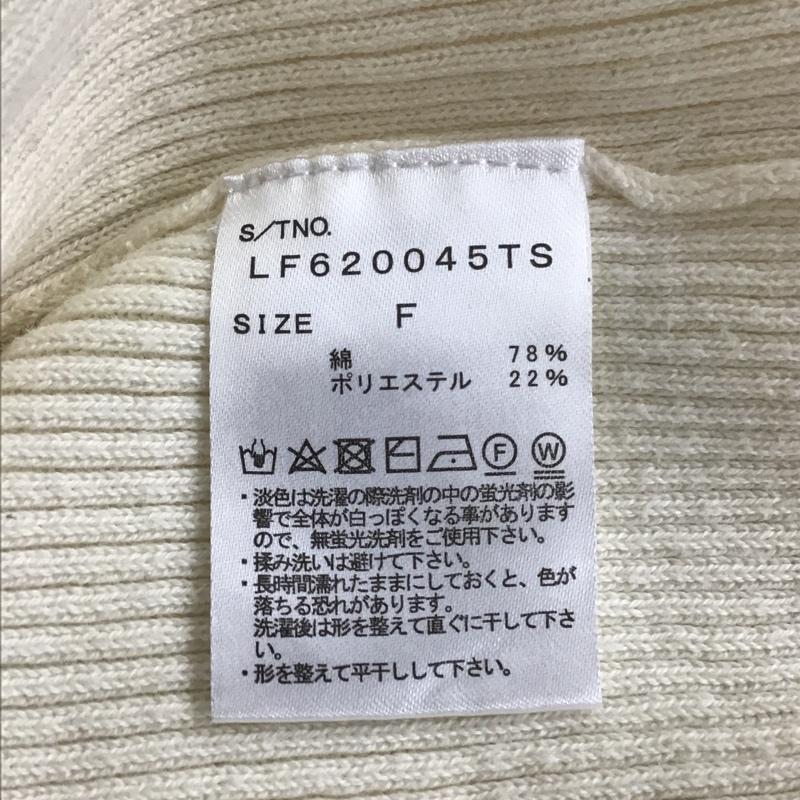 S/TNO.
LF620045TS
SIZE F
綿 78%
ポリエステル 22%
F W
・淡色は洗濯の際洗剤の中の蛍光剤の影
響で全体が白っぽくなる事があります
ので、無蛍光洗剤をご使用下さい。
・揉み洗いは避けて下さい。
・長時間濡れたままにしておくと、色が
落ちる恐れがあります。
洗濯後は形を整えて直ぐに干して下さ
い。
・形を整えて平干しして下さい。